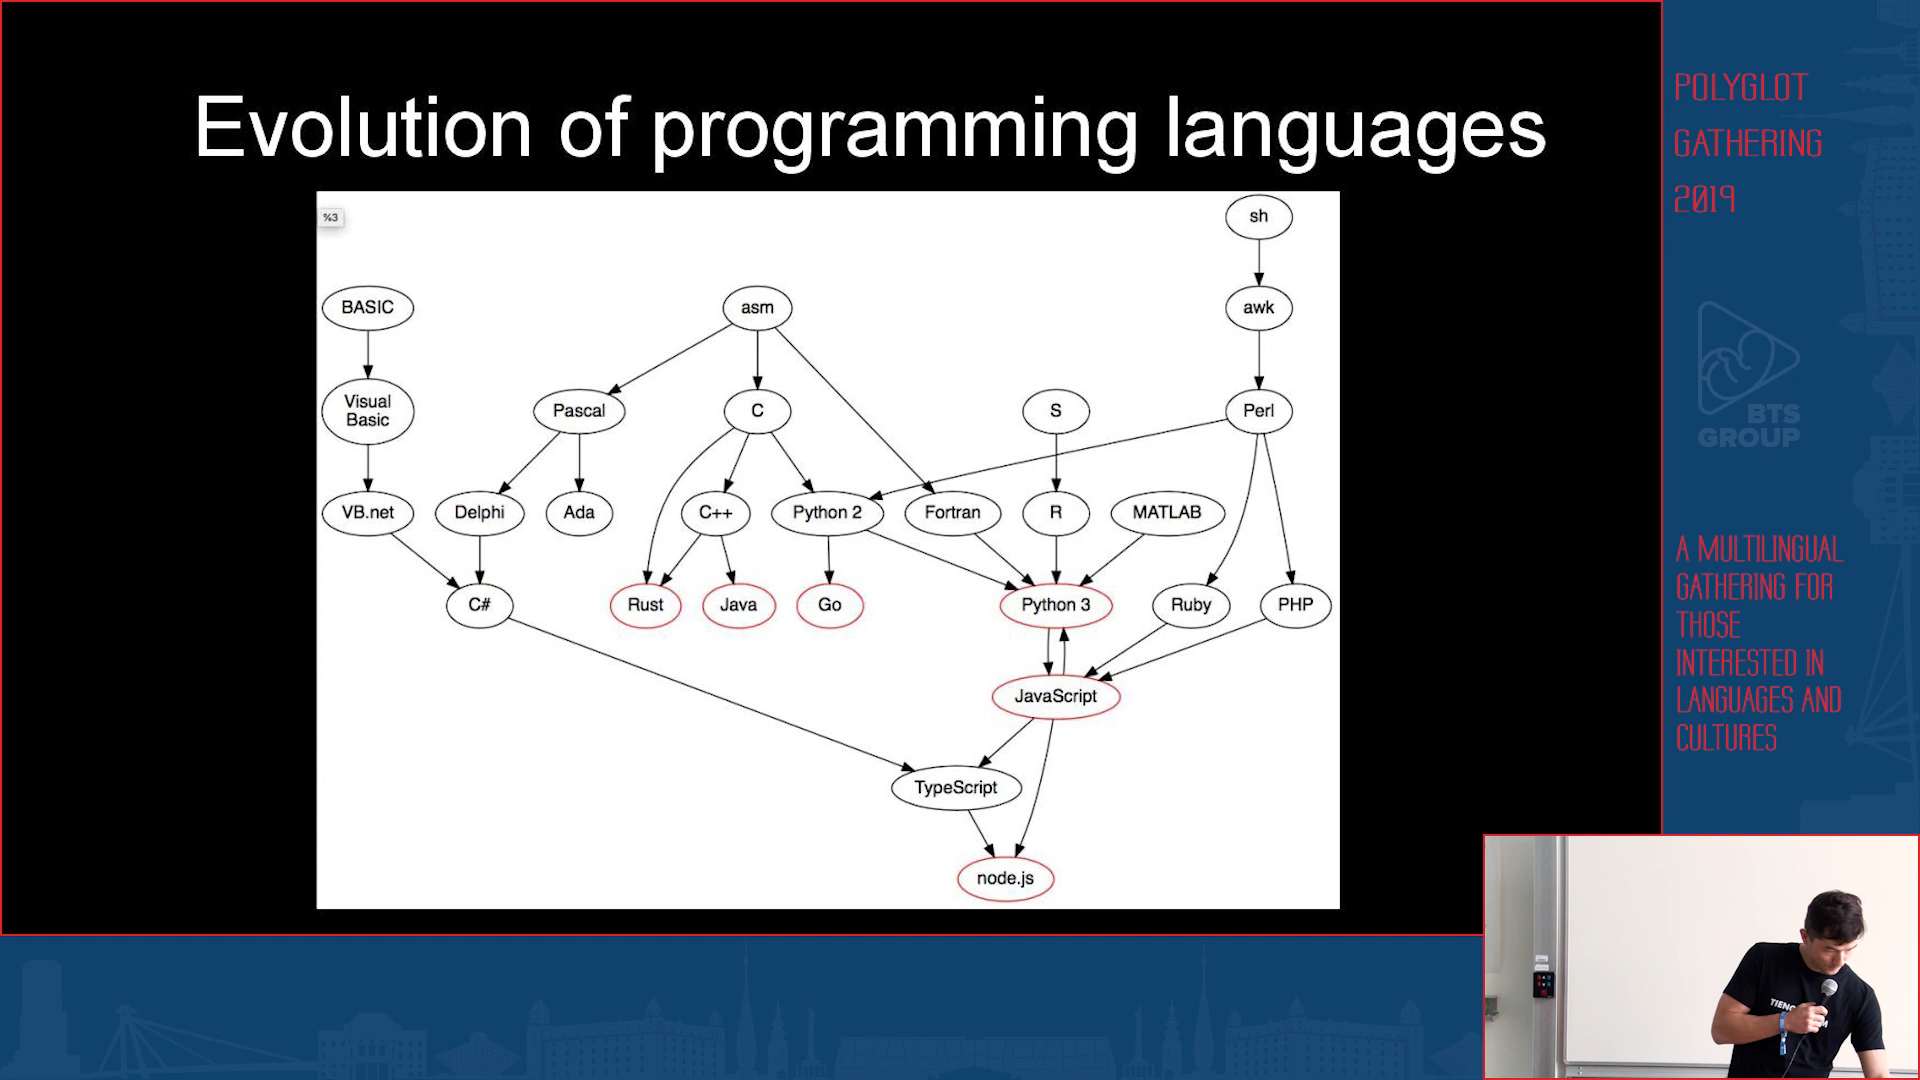 Evolution of programming languages
%3
sh
BASIC
asm
awk
Visual
Basic
Pascal
C
S
Perl
VB.net
Delphi
Ada
C++
Python 2
Fortran
R
MATLAB
C#
Rust
Java
Go
Python 3
Ruby
PHP
JavaScript
TypeScript
node.js
POLYGLOT
GATHERING
2019
BTS
GROUP
A MULTILINGUAL
GATHERING FOR
THOSE
INTERESTED IN
LANGUAGES AND
CULTURES